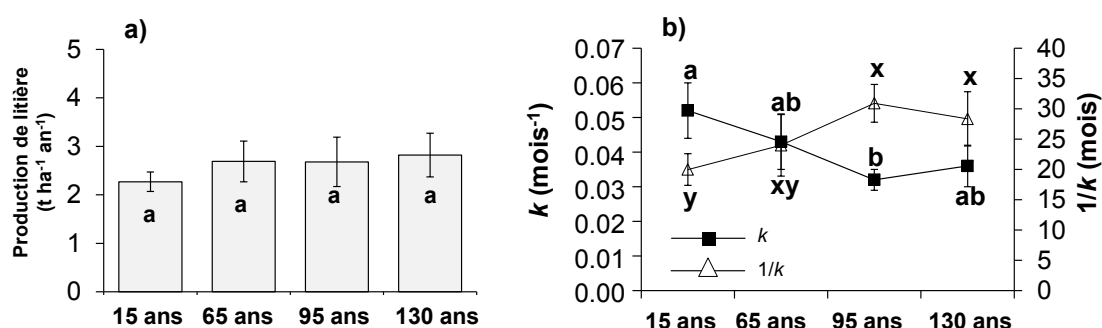 a)
Production de litière
(t ha⁻¹ an⁻¹)
5
4
3
2
1
0
a
a
a
a
15 ans
65 ans
95 ans
130 ans
b)
k (mois⁻¹)
0.07
0.06
0.05
0.04
0.03
0.02
0.01
0.00
a
ab
x
x
y
xy
b
ab
k
1/k
15 ans
65 ans
95 ans
130 ans
40
35
30
25
20
15
10
5
0
1/k (mois)